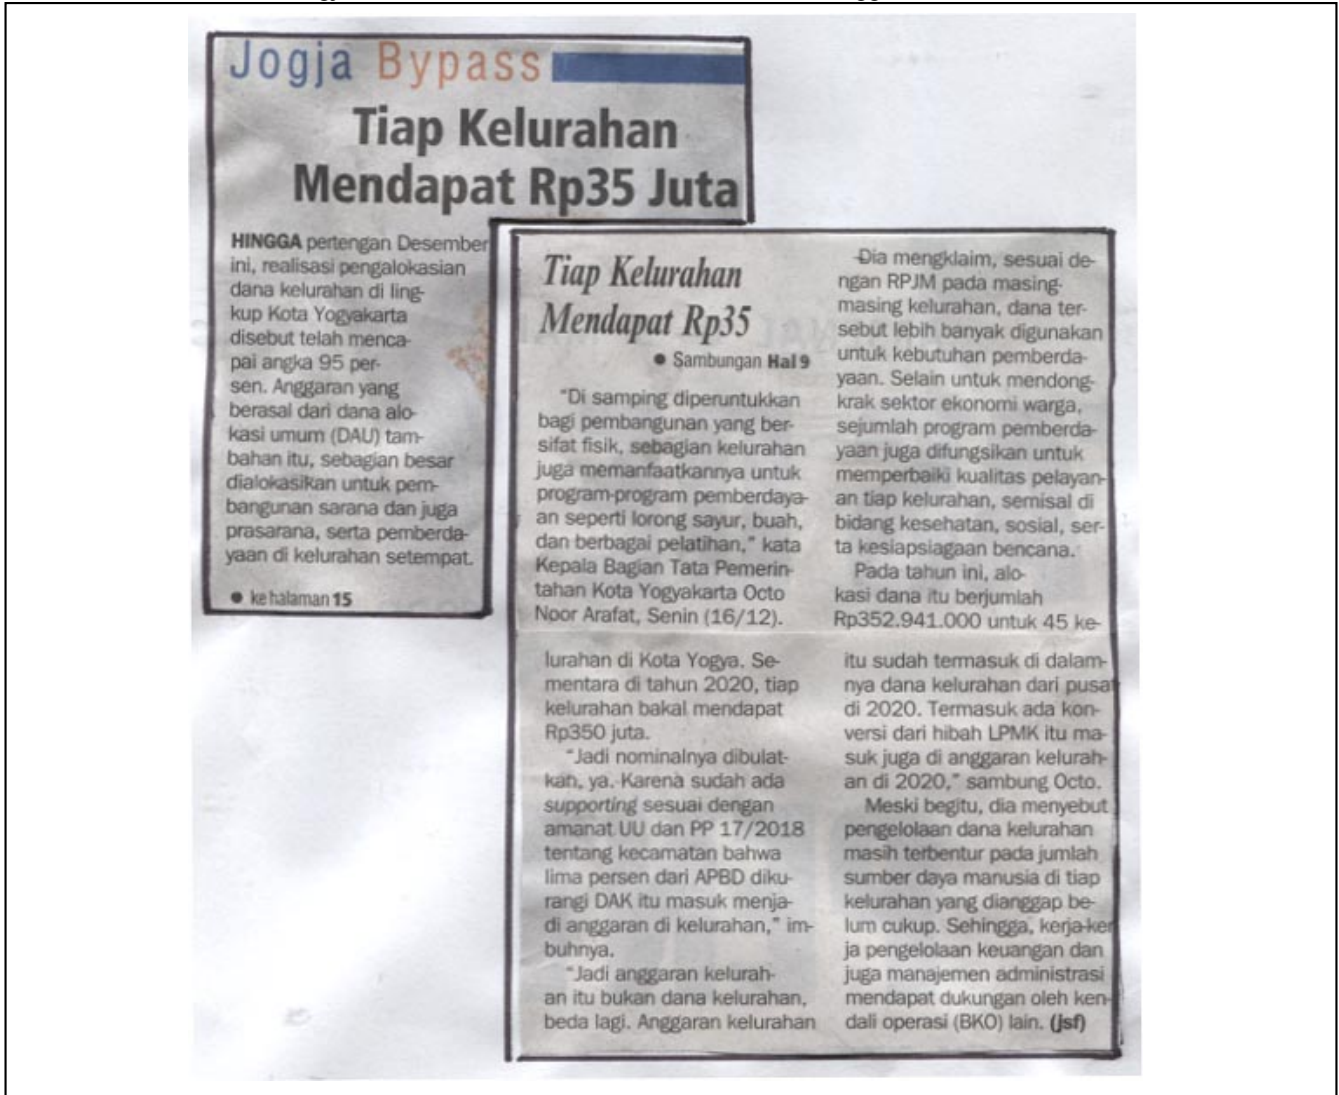 Jogja Bypass
Tiap Kelurahan
Mendapat Rp35 Juta
HINGGA pertengan Desember
ini, realisasi pengalokasian
dana kelurahan di ling-
kup Kota Yogyakarta
disebut telah menca-
pai angka 95 per-
sen. Anggaran yang
berasal dari dana alo-
kasi umum (DAU) tam-
bahan itu, sebagian besar
dialokasikan untuk pem-
bangunan sarana dan juga
prasarana, serta pemberda-
yaan di kelurahan setempat.
● ke halaman 15
Tiap Kelurahan
Mendapat Rp35
● Sambungan Hal 9
"Di samping diperuntukkan
bagi pembangunan yang ber-
sifat fisik, sebagian kelurahan
juga memanfaatkannya untuk
program-program pemberdaya-
an seperti lorong sayur, buah,
dan berbagai pelatihan," kata
Kepala Bagian Tata Pemerin-
tahan Kota Yogyakarta Octo
Noor Arafat, Senin (16/12).
Dia mengklaim, sesuai de-
ngan RPJM pada masing-
masing kelurahan, dana ter-
sebut lebih banyak digunakan
untuk kebutuhan pemberda-
yaan. Selain untuk mendong-
krak sektor ekonomi warga,
sejumlah program pemberda-
yaan juga difungsikan untuk
memperbaiki kualitas pelayan-
an tiap kelurahan, semisal di
bidang kesehatan, sosial, ser-
ta kesiapsiagaan bencana.
Pada tahun ini, alo-
kasi dana itu berjumlah
Rp352.941.000 untuk 45 ke-
lurahan di Kota Yogya. Se-
mentara di tahun 2020, tiap
kelurahan bakal mendapat
Rp350 juta.
"Jadi nominalnya dibulat-
kah, ya. Karena sudah ada
supporting sesuai dengan
amanat UU dan PP 17/2018
tentang kecamatan bahwa
lima persen dari APBD diku-
rangi DAK itu masuk menja-
di anggaran di kelurahan," im-
buhnya.
"Jadi anggaran kelurah-
an itu bukan dana kelurahan,
beda lagi. Anggaran kelurahan
itu sudah termasuk di dalam-
nya dana kelurahan dari pusat
di 2020. Termasuk ada kon-
versi dari hibah LPMK itu ma-
suk juga di anggaran kelurah-
an di 2020," sambung Octo.
Meski begitu, dia menyebut
pengelolaan dana kelurahan
masih terbentur pada jumlah
sumber daya manusia di tiap
kelurahan yang dianggap be-
lum cukup. Sehingga, kerja-ker
ja pengelolaan keuangan dan
juga manajemen administrasi
mendapat dukungan oleh ken-
dali operasi (BKO) lain. (jsf)